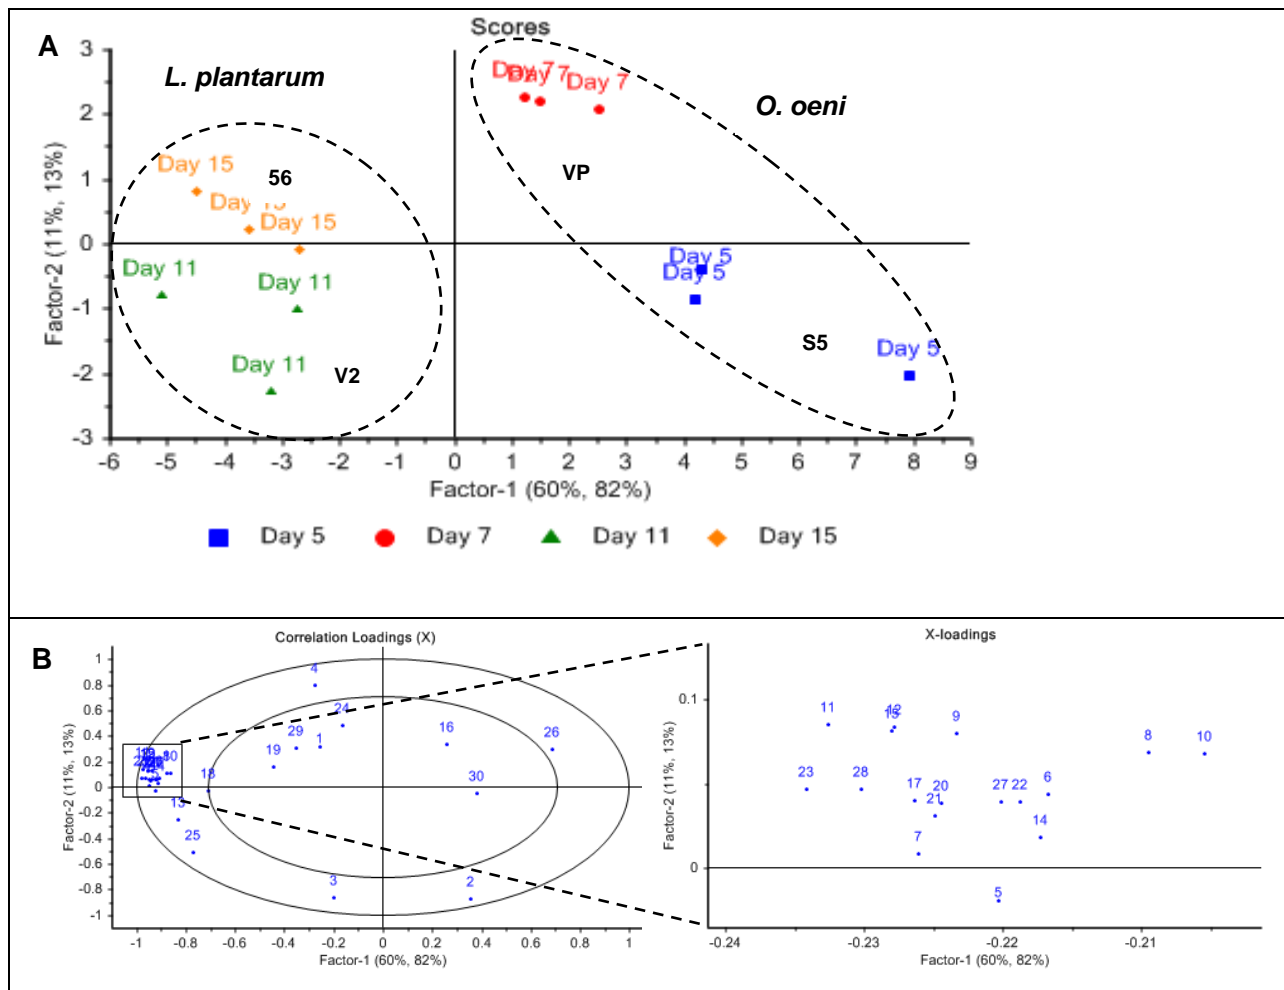 A
Scores
L. plantarum
O. oeni
Day 7
Day 7
Day 7
VP
Day 15
56
Day 15
Day 11
Day 11
Day 11
V2
Day 5
Day 5
S5
Day 5
3
2
1
0
-1
-2
-3
Factor-2 (11%, 13%)
-6 -5 -4 -3 -2 -1 0 1 2 3 4 5 6 7 8 9
Factor-1 (60%, 82%)
Day 5 Day 7 Day 11 Day 15
B
Correlation Loadings (X)
1
0.8
0.6
0.4
0.2
0
-0.2
-0.4
-0.6
-0.8
-1
Factor-2 (11%, 13%)
4
24
29 1 16 26
19
18 30
13
25
3 2
-1 -0.8 -0.6 -0.4 -0.2 0 0.2 0.4 0.6 0.8 1
Factor-1 (60%, 82%)
X-loadings
0.1
0
Factor-2 (11%, 13%)
11 12 9
8 10
23 28 17 20 27 22 6
21
14
7
5
-0.24 -0.23 -0.22 -0.21
Factor-1 (60%, 82%)